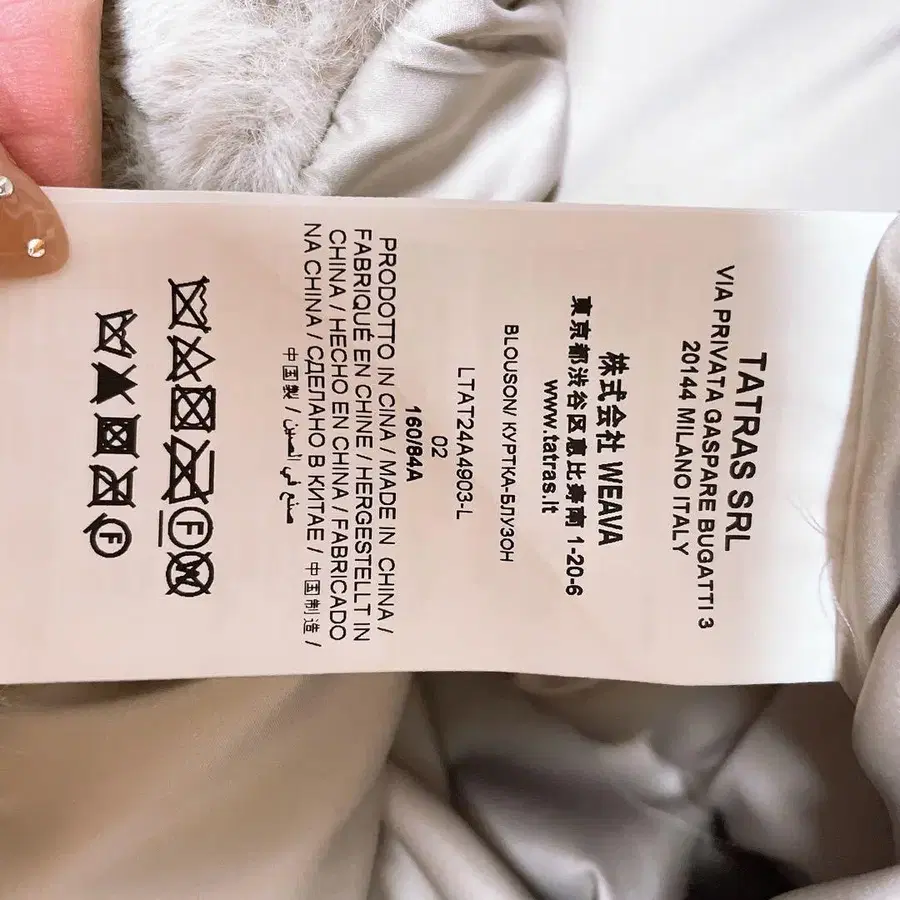 TATRAS SRL
VIA PRIVATA GASPARE BUGATTI 3
20144 MILANO ITALY
株式会社 WEAVA
東京都渋谷区恵比寿南 1-20-6
www.tatras.it
BLOUSON/ КУРТКА-БЛУЗОН
LTAT24A4903-L
02
160/84A
PRODOTTO IN CINA / MADE IN CHINA /
FABRIQUÉ EN CHINE / HERGESTELLT IN
CHINA / HECHO EN CHINA / FABRICADO
NA CHINA / СДЕЛАНО В КИТАЕ / 中国制造 /
中国製 / صنع في الصين
F W
F